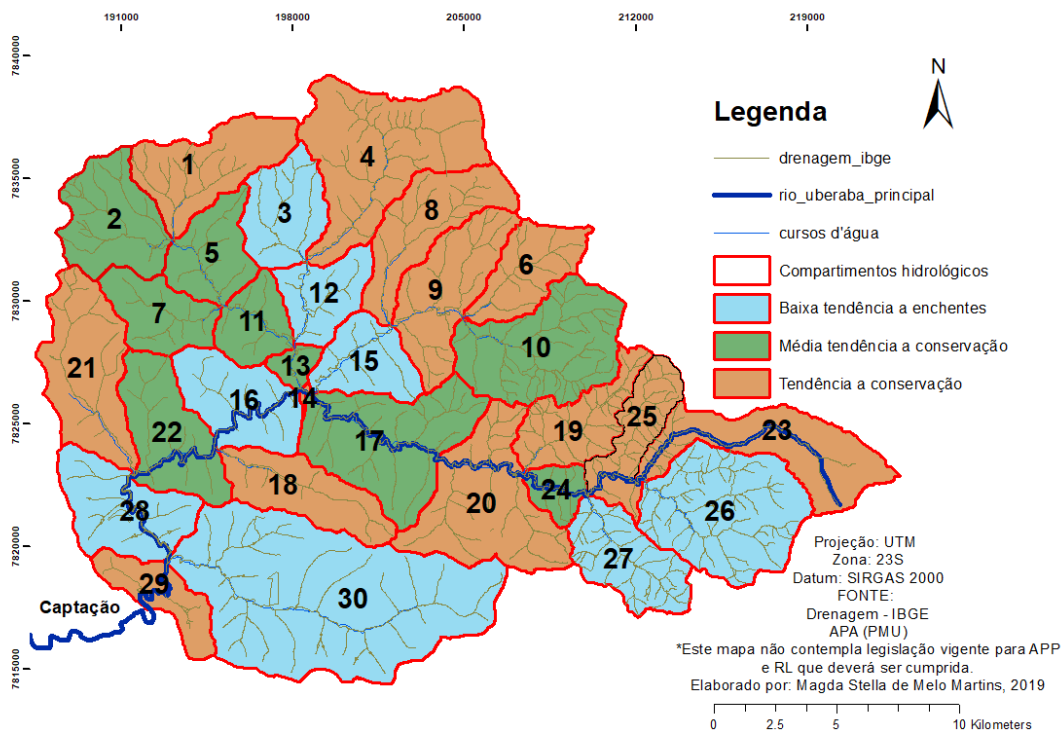 191000
198000
205000
212000
219000
7840000
7835000
7830000
7825000
7820000
7815000
1
2
3
4
5
6
7
8
9
10
11
12
13
14
15
16
17
18
19
20
21
22
23
24
25
26
27
28
29
30
Captação
N
Legenda
drenagem_ibge
rio_uberaba_principal
cursos d'água
Compartimentos hidrológicos
Baixa tendência a enchentes
Média tendência a conservação
Tendência a conservação
Projeção: UTM
Zona: 23S
Datum: SIRGAS 2000
FONTE:
Drenagem - IBGE
APA (PMU)
*Este mapa não contempla legislação vigente para APP
e RL que deverá ser cumprida.
Elaborado por: Magda Stella de Melo Martins, 2019
0 2.5 5 10 Kilometers